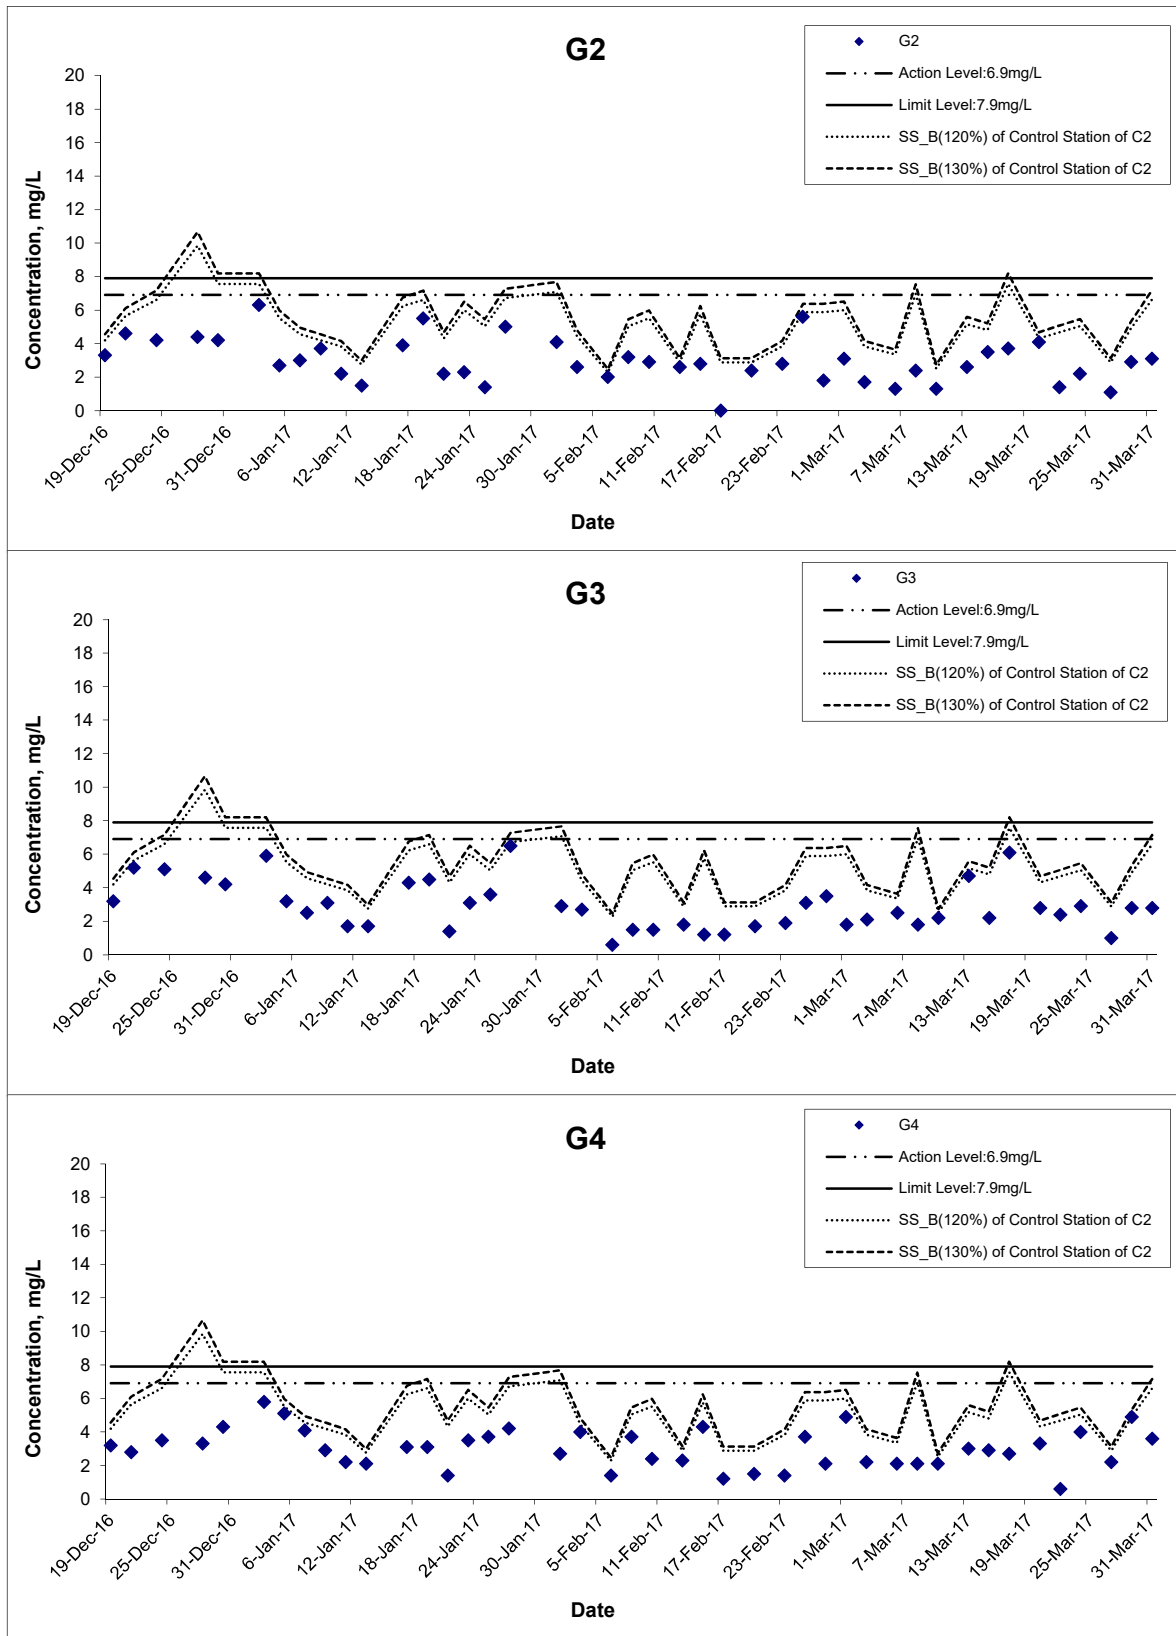 G2
G2
Action Level:6.9mg/L
Limit Level:7.9mg/L
SS_B(120%) of Control Station of C2
SS_B(130%) of Control Station of C2
Concentration, mg/L
20
18
16
14
12
10
8
6
4
2
0
19-Dec-16
25-Dec-16
31-Dec-16
6-Jan-17
12-Jan-17
18-Jan-17
24-Jan-17
30-Jan-17
5-Feb-17
11-Feb-17
17-Feb-17
23-Feb-17
1-Mar-17
7-Mar-17
13-Mar-17
19-Mar-17
25-Mar-17
31-Mar-17
Date
G3
G3
Action Level:6.9mg/L
Limit Level:7.9mg/L
SS_B(120%) of Control Station of C2
SS_B(130%) of Control Station of C2
Concentration, mg/L
20
18
16
14
12
10
8
6
4
2
0
19-Dec-16
25-Dec-16
31-Dec-16
6-Jan-17
12-Jan-17
18-Jan-17
24-Jan-17
30-Jan-17
5-Feb-17
11-Feb-17
17-Feb-17
23-Feb-17
1-Mar-17
7-Mar-17
13-Mar-17
19-Mar-17
25-Mar-17
31-Mar-17
Date
G4
G4
Action Level:6.9mg/L
Limit Level:7.9mg/L
SS_B(120%) of Control Station of C2
SS_B(130%) of Control Station of C2
Concentration, mg/L
20
18
16
14
12
10
8
6
4
2
0
19-Dec-16
25-Dec-16
31-Dec-16
6-Jan-17
12-Jan-17
18-Jan-17
24-Jan-17
30-Jan-17
5-Feb-17
11-Feb-17
17-Feb-17
23-Feb-17
1-Mar-17
7-Mar-17
13-Mar-17
19-Mar-17
25-Mar-17
31-Mar-17
Date